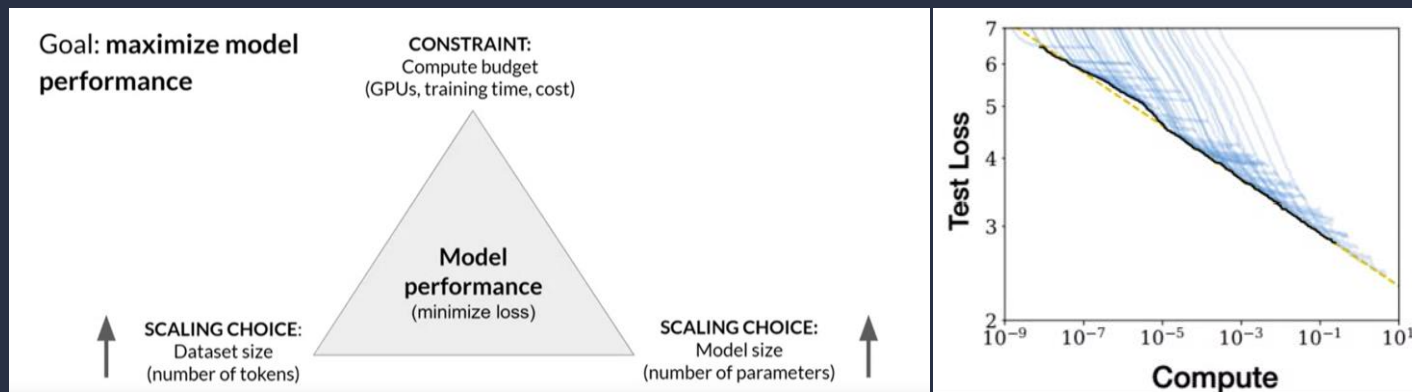 Goal: maximize model
performance
CONSTRAINT:
Compute budget
(GPUs, training time, cost)
Model
performance
(minimize loss)
SCALING CHOICE:
Dataset size
(number of tokens)
SCALING CHOICE:
Model size
(number of parameters)
Test Loss
7
6
5
4
3
2
10⁻⁹ 10⁻⁷ 10⁻⁵ 10⁻³ 10⁻¹ 10¹
Compute